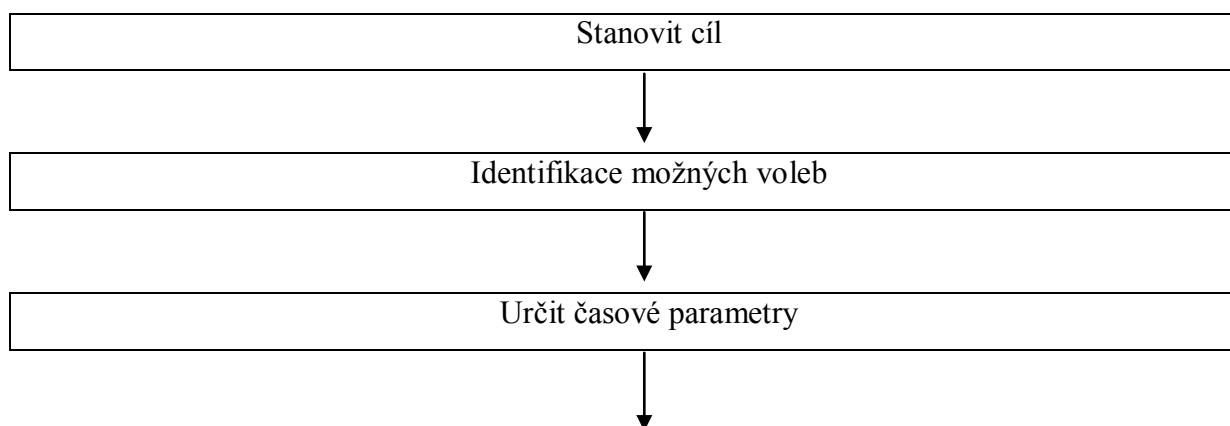 Stanovit cíl
Identifikace možných voleb
Určit časové parametry